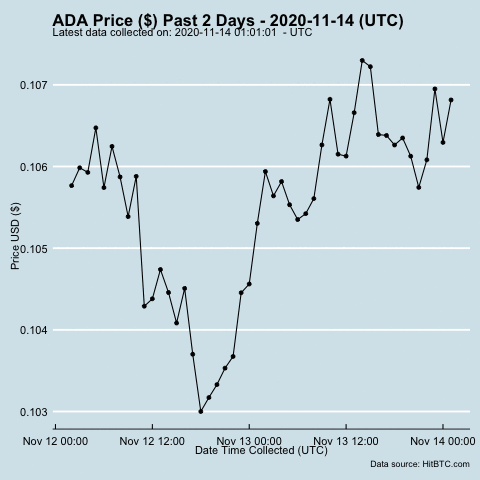 ADA Price ($) Past 2 Days - 2020-11-14 (UTC)
Latest data collected on: 2020-11-14 01:01:01  - UTC
0.107
0.106
0.105
0.104
0.103
Price USD ($)
Nov 12 00:00 Nov 12 12:00 Nov 13 00:00 Nov 13 12:00 Nov 14 00:00
Date Time Collected (UTC)
Data source: HitBTC.com